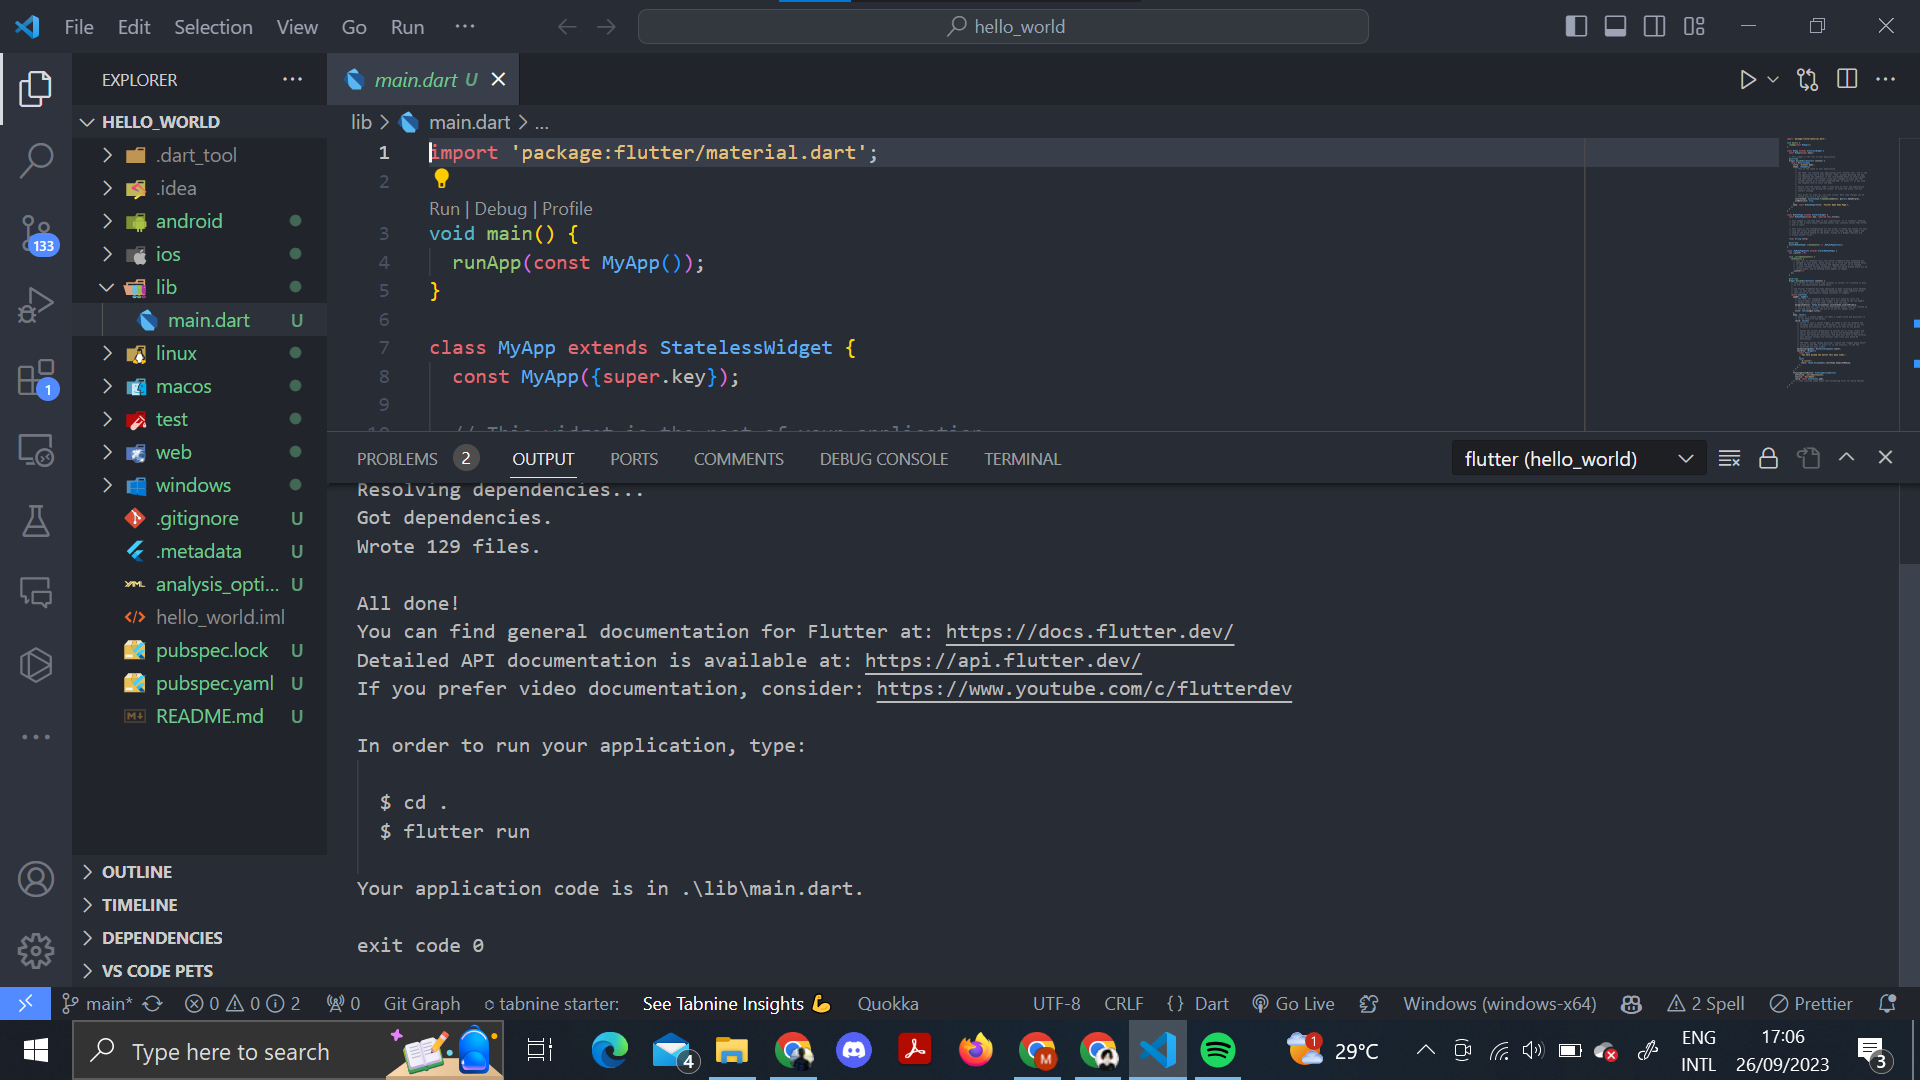 File Edit Selection View Go Run ···
hello_world
EXPLORER ···
HELLO_WORLD
.dart_tool
.idea
android
ios
lib
main.dart U
linux
macos
test
web
windows
.gitignore U
.metadata U
analysis_opti... U
hello_world.iml
pubspec.lock U
pubspec.yaml U
README.md U
OUTLINE
TIMELINE
DEPENDENCIES
VS CODE PETS
133
1
main.dart U
lib > main.dart > ...
1 import 'package:flutter/material.dart';
2
Run | Debug | Profile
3 void main() {
4 runApp(const MyApp());
5 }
6
7 class MyApp extends StatelessWidget {
8 const MyApp({super.key});
9
10 // This widget is the root of your application
PROBLEMS 2 OUTPUT PORTS COMMENTS DEBUG CONSOLE TERMINAL
flutter (hello_world)
Resolving dependencies...
Got dependencies.
Wrote 129 files.
All done!
You can find general documentation for Flutter at: https://docs.flutter.dev/
Detailed API documentation is available at: https://api.flutter.dev/
If you prefer video documentation, consider: https://www.youtube.com/c/flutterdev
In order to run your application, type:
$ cd .
$ flutter run
Your application code is in .\lib\main.dart.
exit code 0
main* 0 0 2 0 Git Graph tabnine starter: See Tabnine Insights Quokka
UTF-8 CRLF {} Dart Go Live Windows (windows-x64) 2 Spell Prettier
Type here to search
4
M
1
29°C
ENG
INTL
17:06
26/09/2023
3